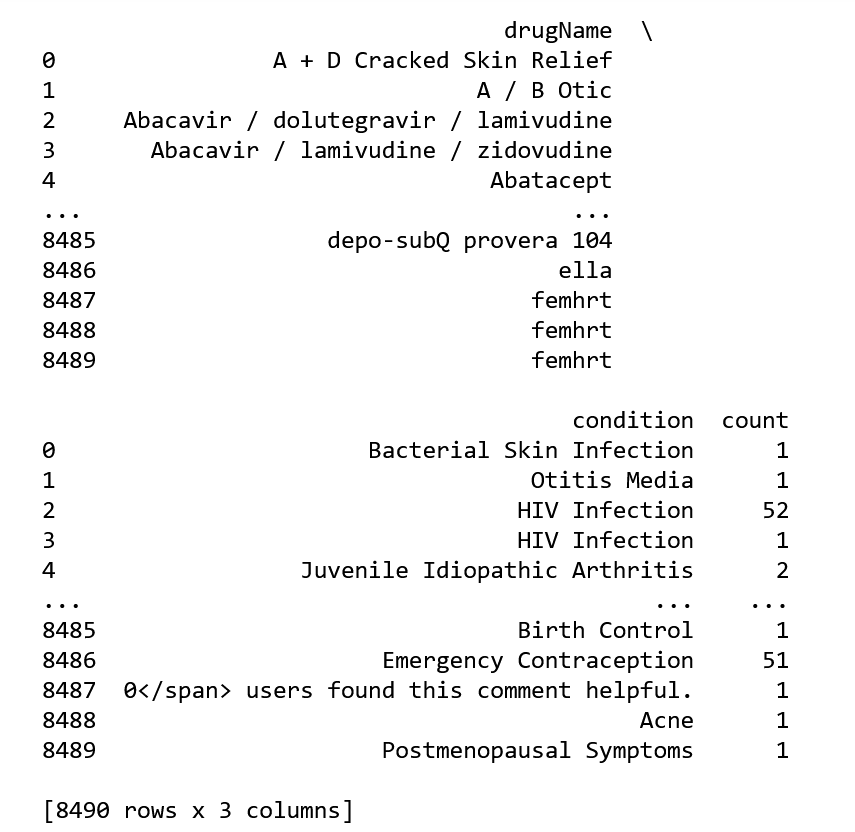 drugName \
0 A + D Cracked Skin Relief
1 A / B Otic
2 Abacavir / dolutegravir / lamivudine
3 Abacavir / lamivudine / zidovudine
4 Abatacept
... ...
8485 depo-subQ provera 104
8486 ella
8487 femhrt
8488 femhrt
8489 femhrt
condition count
0 Bacterial Skin Infection 1
1 Otitis Media 1
2 HIV Infection 52
3 HIV Infection 1
4 Juvenile Idiopathic Arthritis 2
... ... ...
8485 Birth Control 1
8486 Emergency Contraception 51
8487 0</span> users found this comment helpful. 1
8488 Acne 1
8489 Postmenopausal Symptoms 1
[8490 rows x 3 columns]